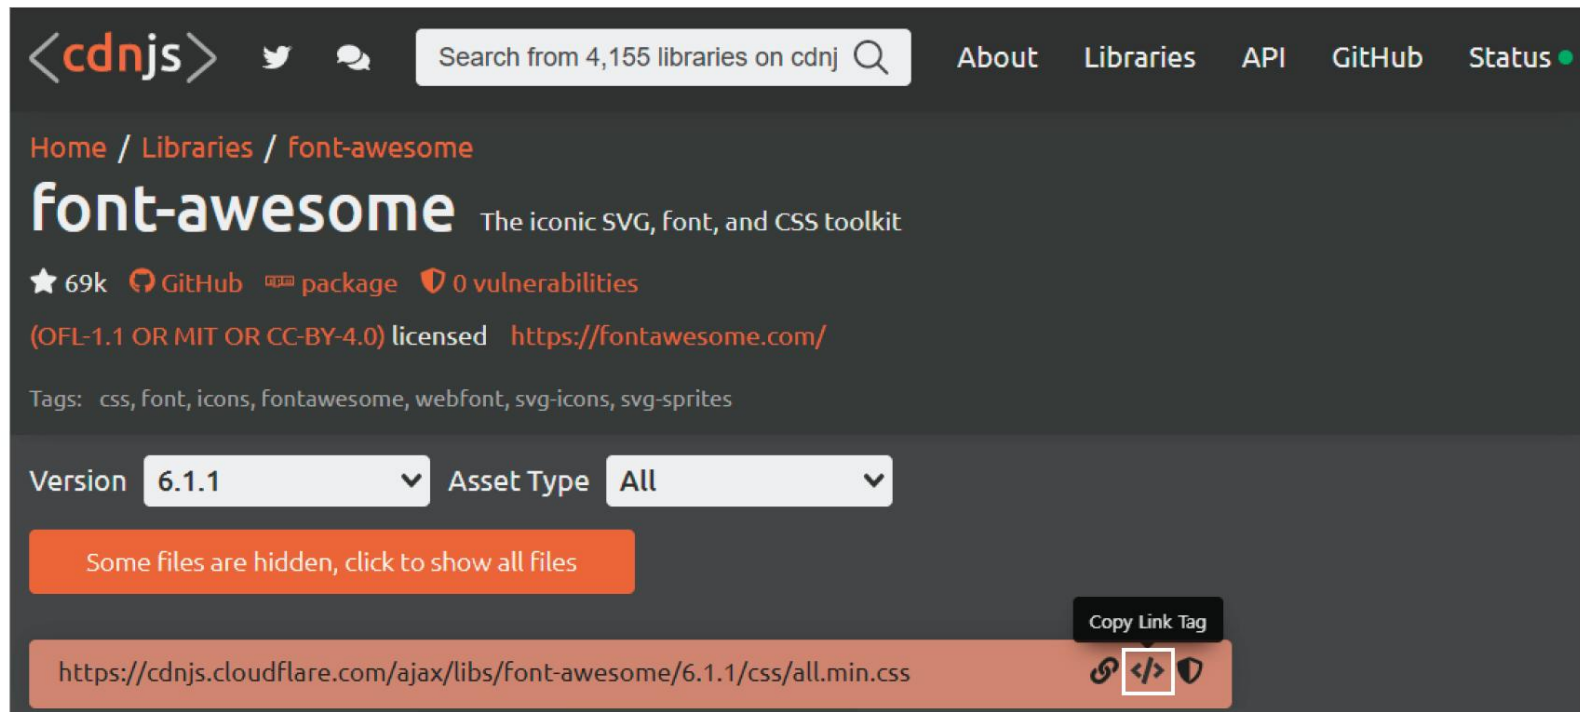 <cdnjs>
Search from 4,155 libraries on cdnj
About Libraries API GitHub Status
Home / Libraries / font-awesome
font-awesome The iconic SVG, font, and CSS toolkit
69k GitHub npm package 0 vulnerabilities
(OFL-1.1 OR MIT OR CC-BY-4.0) licensed https://fontawesome.com/
Tags: css, font, icons, fontawesome, webfont, svg-icons, svg-sprites
Version 6.1.1 Asset Type All
Some files are hidden, click to show all files
Copy Link Tag
https://cdnjs.cloudflare.com/ajax/libs/font-awesome/6.1.1/css/all.min.css </>